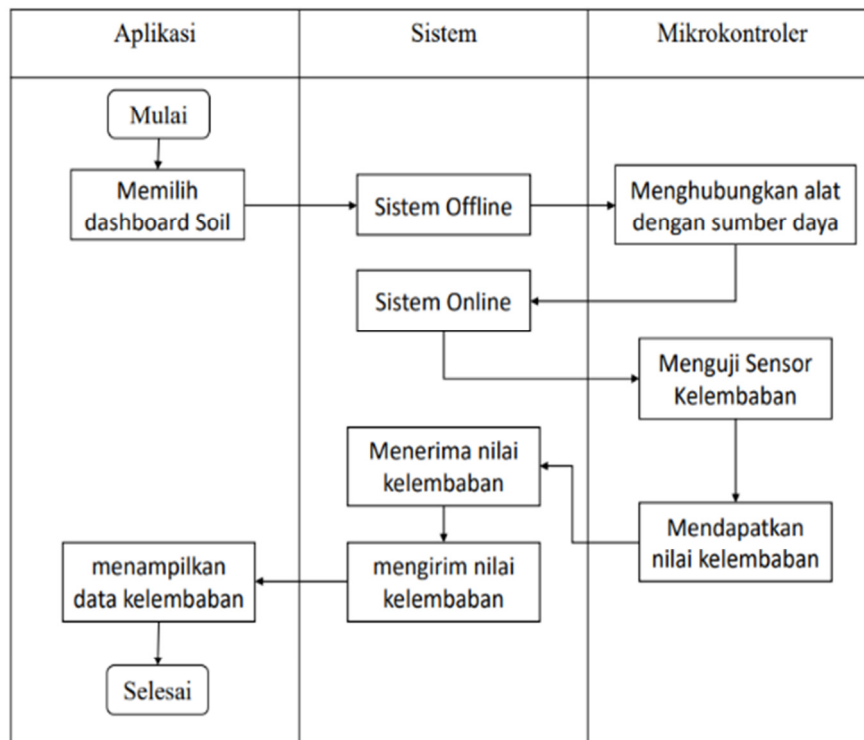 Aplikasi
Sistem
Mikrokontroler
Mulai
Memilih
dashboard Soil
Sistem Offline
Menghubungkan alat
dengan sumber daya
Sistem Online
Menguji Sensor
Kelembaban
Mendapatkan
nilai kelembaban
Menerima nilai
kelembaban
mengirim nilai
kelembaban
menampilkan
data kelembaban
Selesai